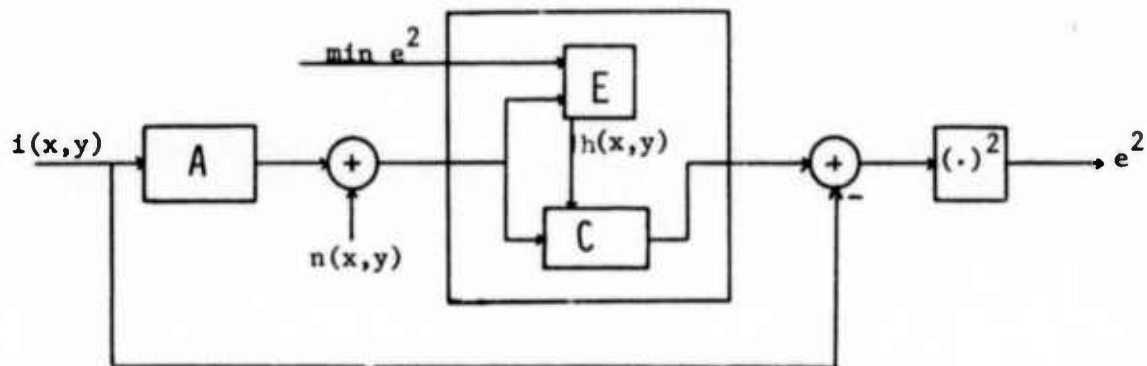 min e²
E
i(x,y)
A
+
h(x,y)
+
-
(·)²
e²
C
n(x,y)